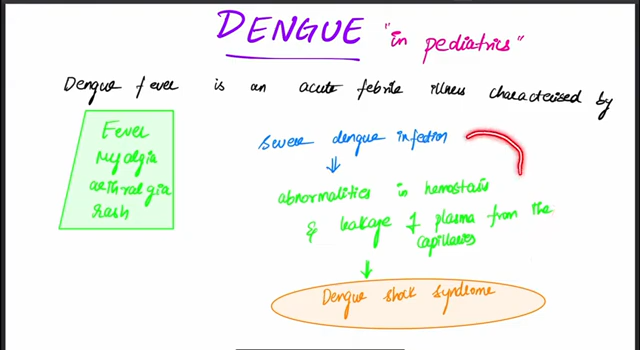 DENGUE "in pediatrics"
Dengue fever is an acute febrile illness characterised by
Fever
Myalgia
arthralgia
rash
severe dengue infection
abnormalities in hemostasis
& leakage of plasma from the
capillaries
Dengue shock syndrome